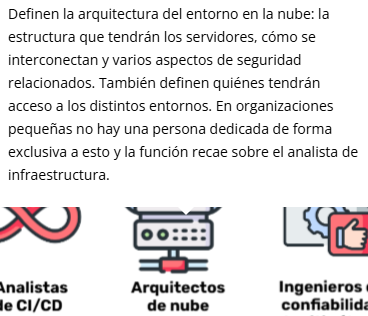 Definen la arquitectura del entorno en la nube: la
estructura que tendrán los servidores, cómo se
interconectan y varios aspectos de seguridad
relacionados. También definen quiénes tendrán
acceso a los distintos entornos. En organizaciones
pequeñas no hay una persona dedicada de forma
exclusiva a esto y la función recae sobre el analista de
infraestructura.
Analistas
de CI/CD
Arquitectos
de nube
Ingenieros